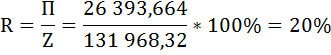 R = П/Z = 26 393,664/131 968,32 * 100% = 20%